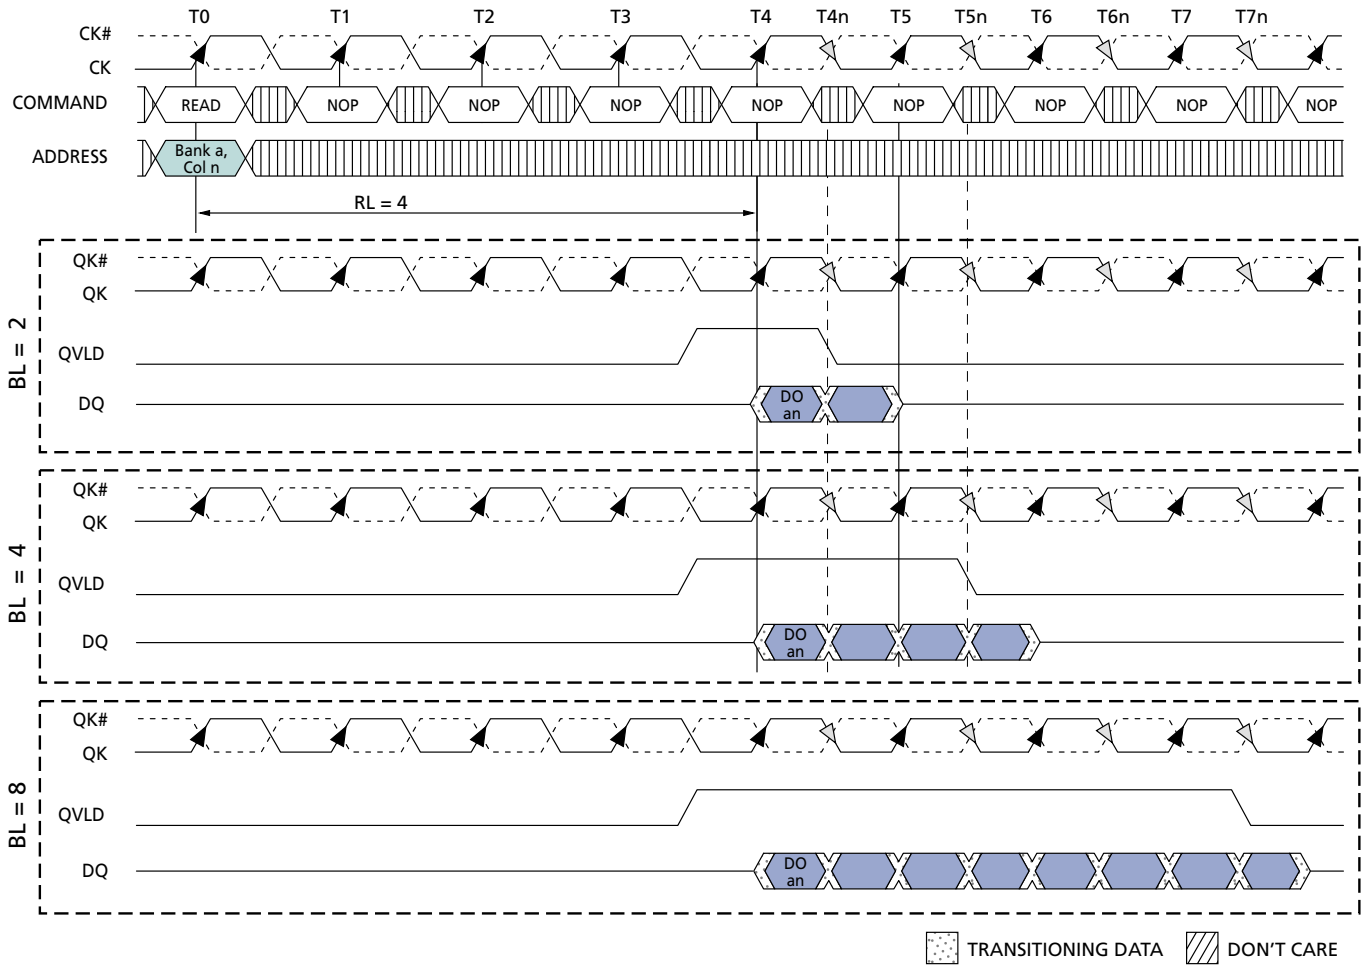 T0 T1 T2 T3 T4 T4n T5 T5n T6 T6n T7 T7n
CK#
CK
COMMAND READ NOP NOP NOP NOP NOP NOP NOP NOP
ADDRESS Bank a,
Col n
RL = 4
BL = 2
QK#
QK
QVLD
DQ DO
an
BL = 4
QK#
QK
QVLD
DQ DO
an
BL = 8
QK#
QK
QVLD
DQ DO
an
TRANSITIONING DATA DON'T CARE